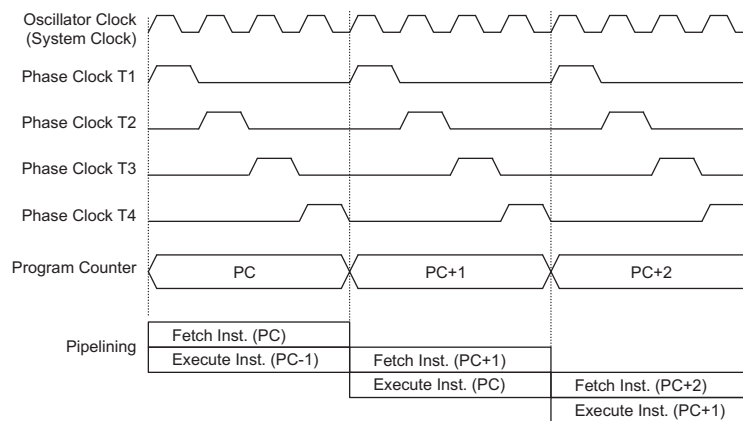 Oscillator Clock
(System Clock)
Phase Clock T1
Phase Clock T2
Phase Clock T3
Phase Clock T4
Program Counter
PC
PC+1
PC+2
Pipelining
Fetch Inst. (PC)
Execute Inst. (PC-1)
Fetch Inst. (PC+1)
Execute Inst. (PC)
Fetch Inst. (PC+2)
Execute Inst. (PC+1)